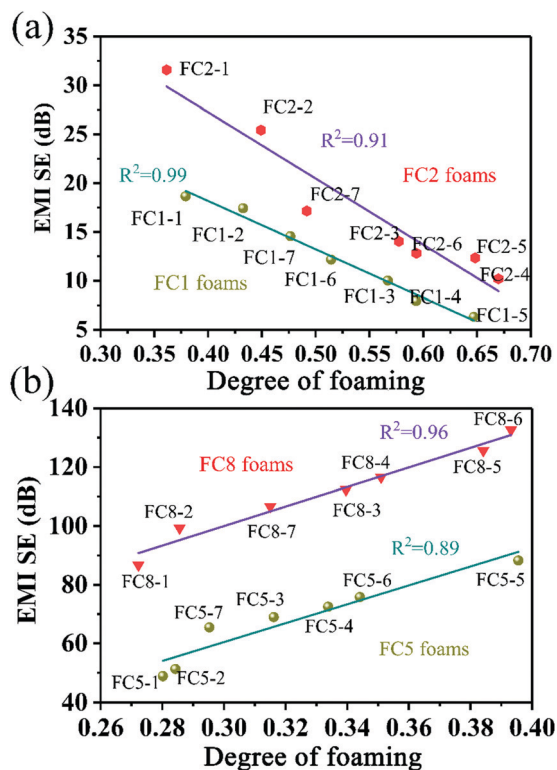 (a)
35
30
25
20
15
10
5
EMI SE (dB)
FC2-1
FC2-2
R²=0.91
R²=0.99
FC2 foams
FC2-7
FC1-1
FC1-2
FC2-3
FC2-6
FC2-5
FC1-7
FC2-4
FC1-6
FC1 foams
FC1-3
FC1-4
FC1-5
0.30 0.35 0.40 0.45 0.50 0.55 0.60 0.65 0.70
Degree of foaming
(b)
140
120
100
80
60
40
EMI SE (dB)
FC8-6
R²=0.96
FC8 foams
FC8-4
FC8-5
FC8-2
FC8-7
FC8-3
FC8-1
R²=0.89
FC5-6
FC5-5
FC5-3
FC5-7
FC5-4
FC5 foams
FC5-1
FC5-2
0.26 0.28 0.30 0.32 0.34 0.36 0.38 0.40
Degree of foaming